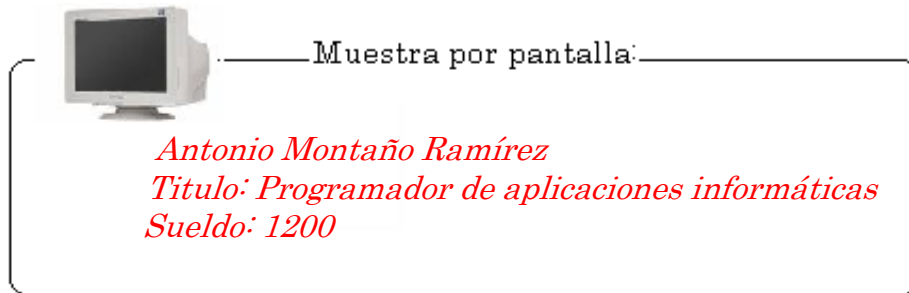 Muestra por pantalla:
Antonio Montaño Ramírez
Titulo: Programador de aplicaciones informáticas
Sueldo: 1200